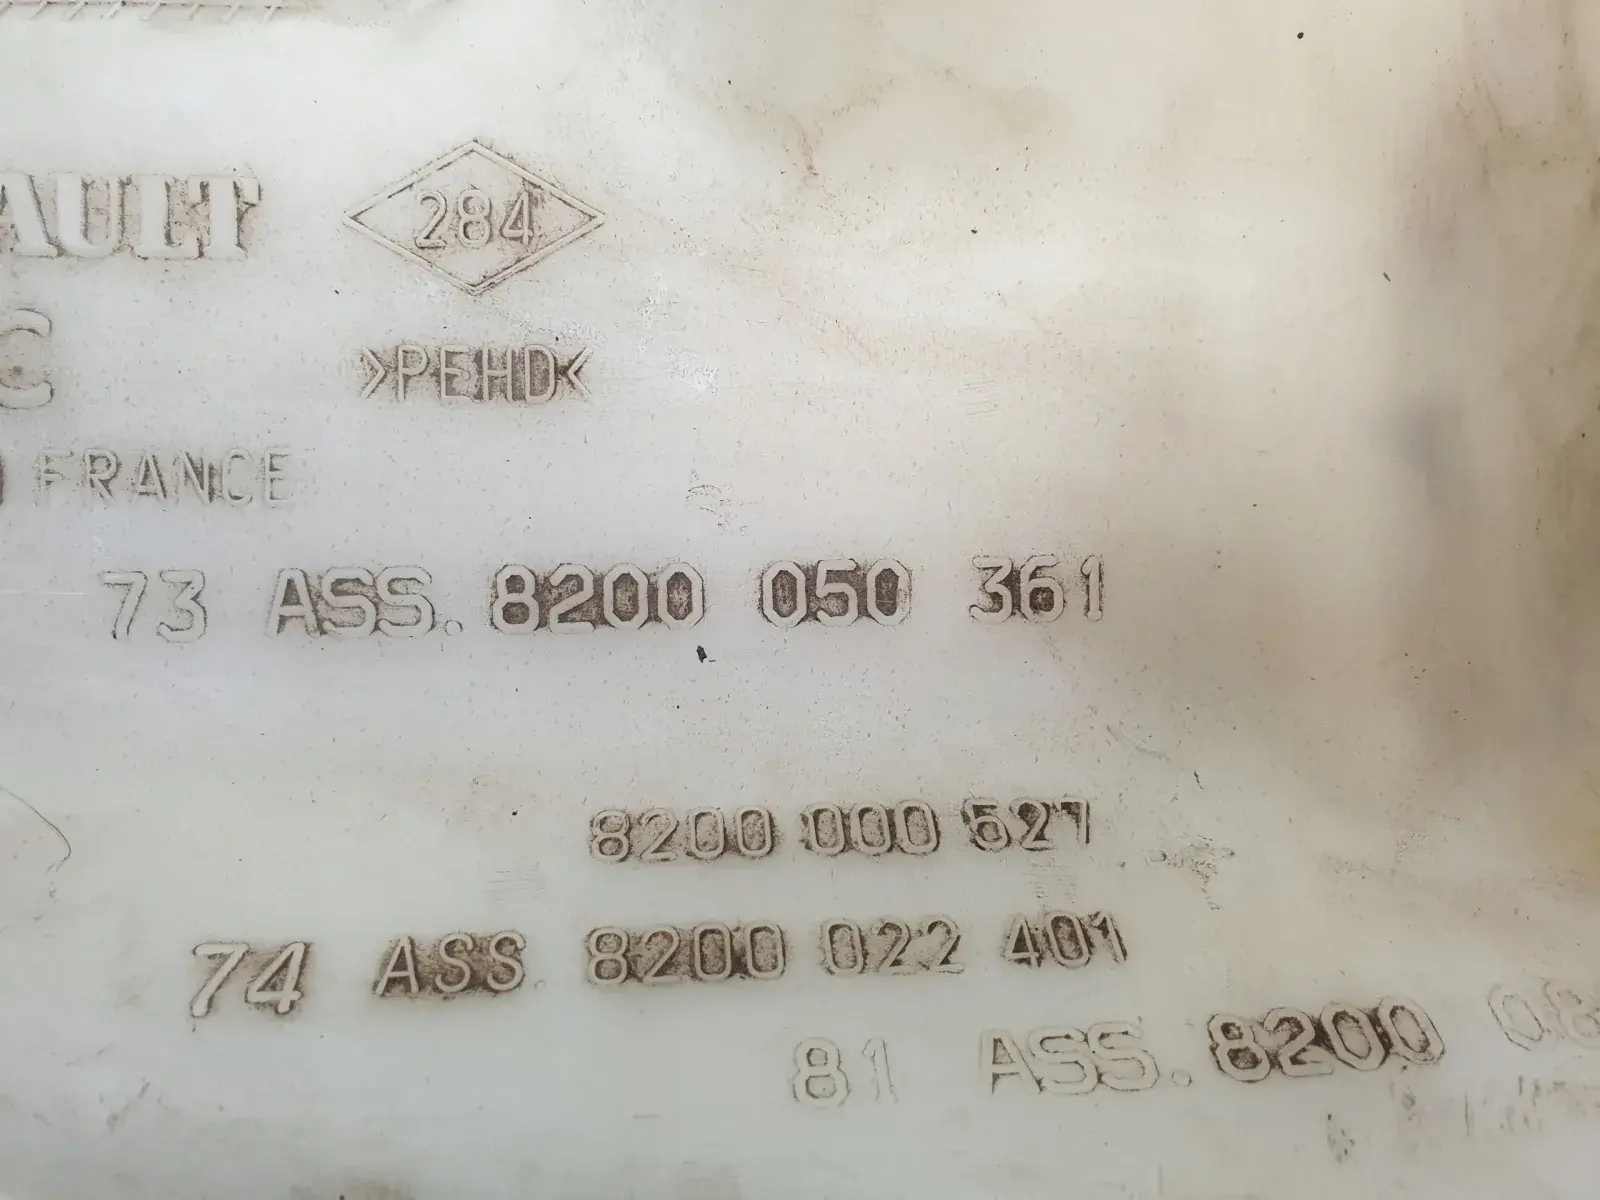 AULT 284
C >PEHD<
FRANCE
73 ASS. 8200 050 361
8200 000 527
74 ASS. 8200 022 401
81 ASS. 8200 08